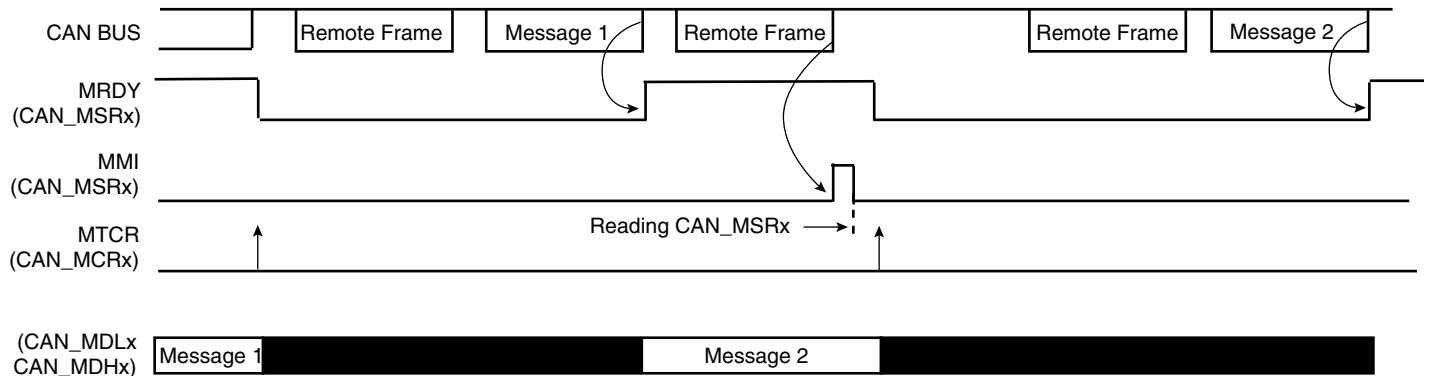 CAN BUS
Remote Frame
Message 1
Remote Frame
Remote Frame
Message 2
MRDY
(CAN_MSRx)
MMI
(CAN_MSRx)
Reading CAN_MSRx
MTCR
(CAN_MCRx)
(CAN_MDLx
CAN_MDHx)
Message 1
Message 2